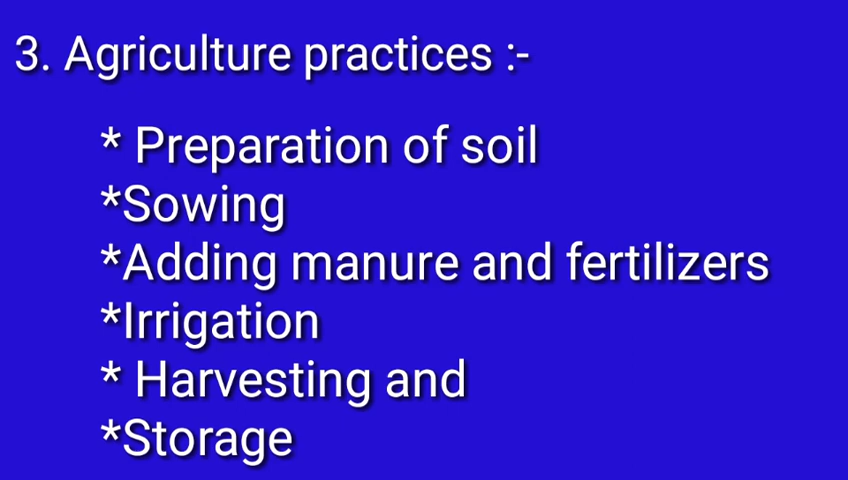 3. Agriculture practices :-
* Preparation of soil
*Sowing
*Adding manure and fertilizers
*Irrigation
* Harvesting and
*Storage